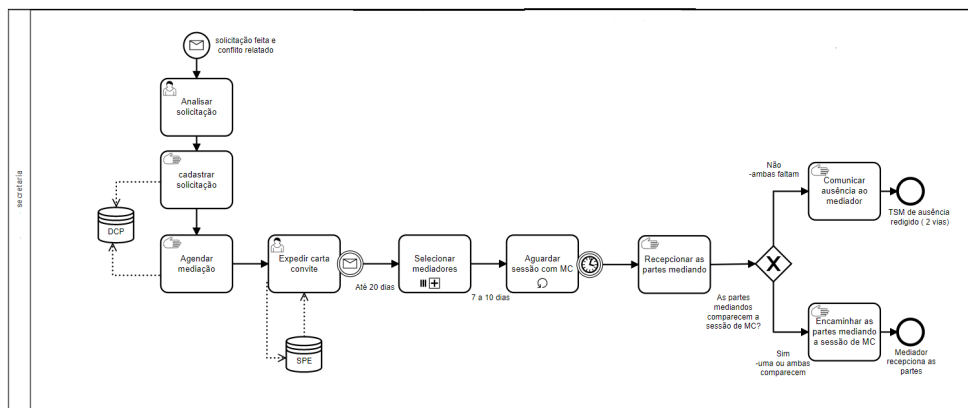 secretaria
solicitação feita e
conflito relatado
Analisar
solicitação
cadastrar
solicitação
DCP
Agendar
mediação
Expedir carta
convite
SPE
Até 20 dias
Selecionar
mediadores
7 a 10 dias
Aguardar
sessão com MC
Recepcionar as
partes mediando
As partes
mediandos
comparecem a
sessão de MC?
Não
-ambas faltam
Comunicar
ausência ao
mediador
TSM de ausência
redigido ( 2 vias)
Sim
-uma ou ambas
comparecem
Encaminhar as
partes mediando
a sessão de MC
Mediador
recepciona as
partes